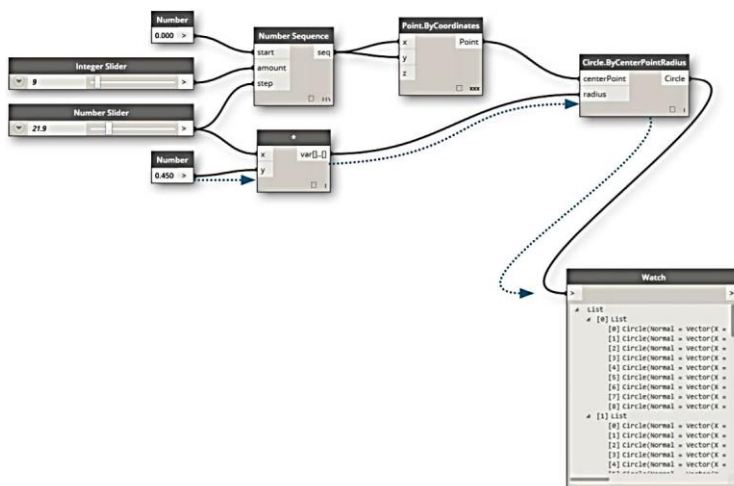 Number
0.000 >
Integer Slider
9 >
Number Slider
21.9 >
Number
0.450 >
Number Sequence
start seq
amount
step
*
x var[]..[]
y
Point.ByCoordinates
x Point
y
z
xxx
Circle.ByCenterPointRadius
centerPoint Circle
radius
Watch
> >
List
[0] List
[0] Circle(Normal = Vector(X =
[1] Circle(Normal = Vector(X =
[2] Circle(Normal = Vector(X =
[3] Circle(Normal = Vector(X =
[4] Circle(Normal = Vector(X =
[5] Circle(Normal = Vector(X =
[6] Circle(Normal = Vector(X =
[7] Circle(Normal = Vector(X =
[8] Circle(Normal = Vector(X =
[1] List
[0] Circle(Normal = Vector(X =
[1] Circle(Normal = Vector(X =
[2] Circle(Normal = Vector(X =
[3] Circle(Normal = Vector(X =
[4] Circle(Normal = Vector(X =